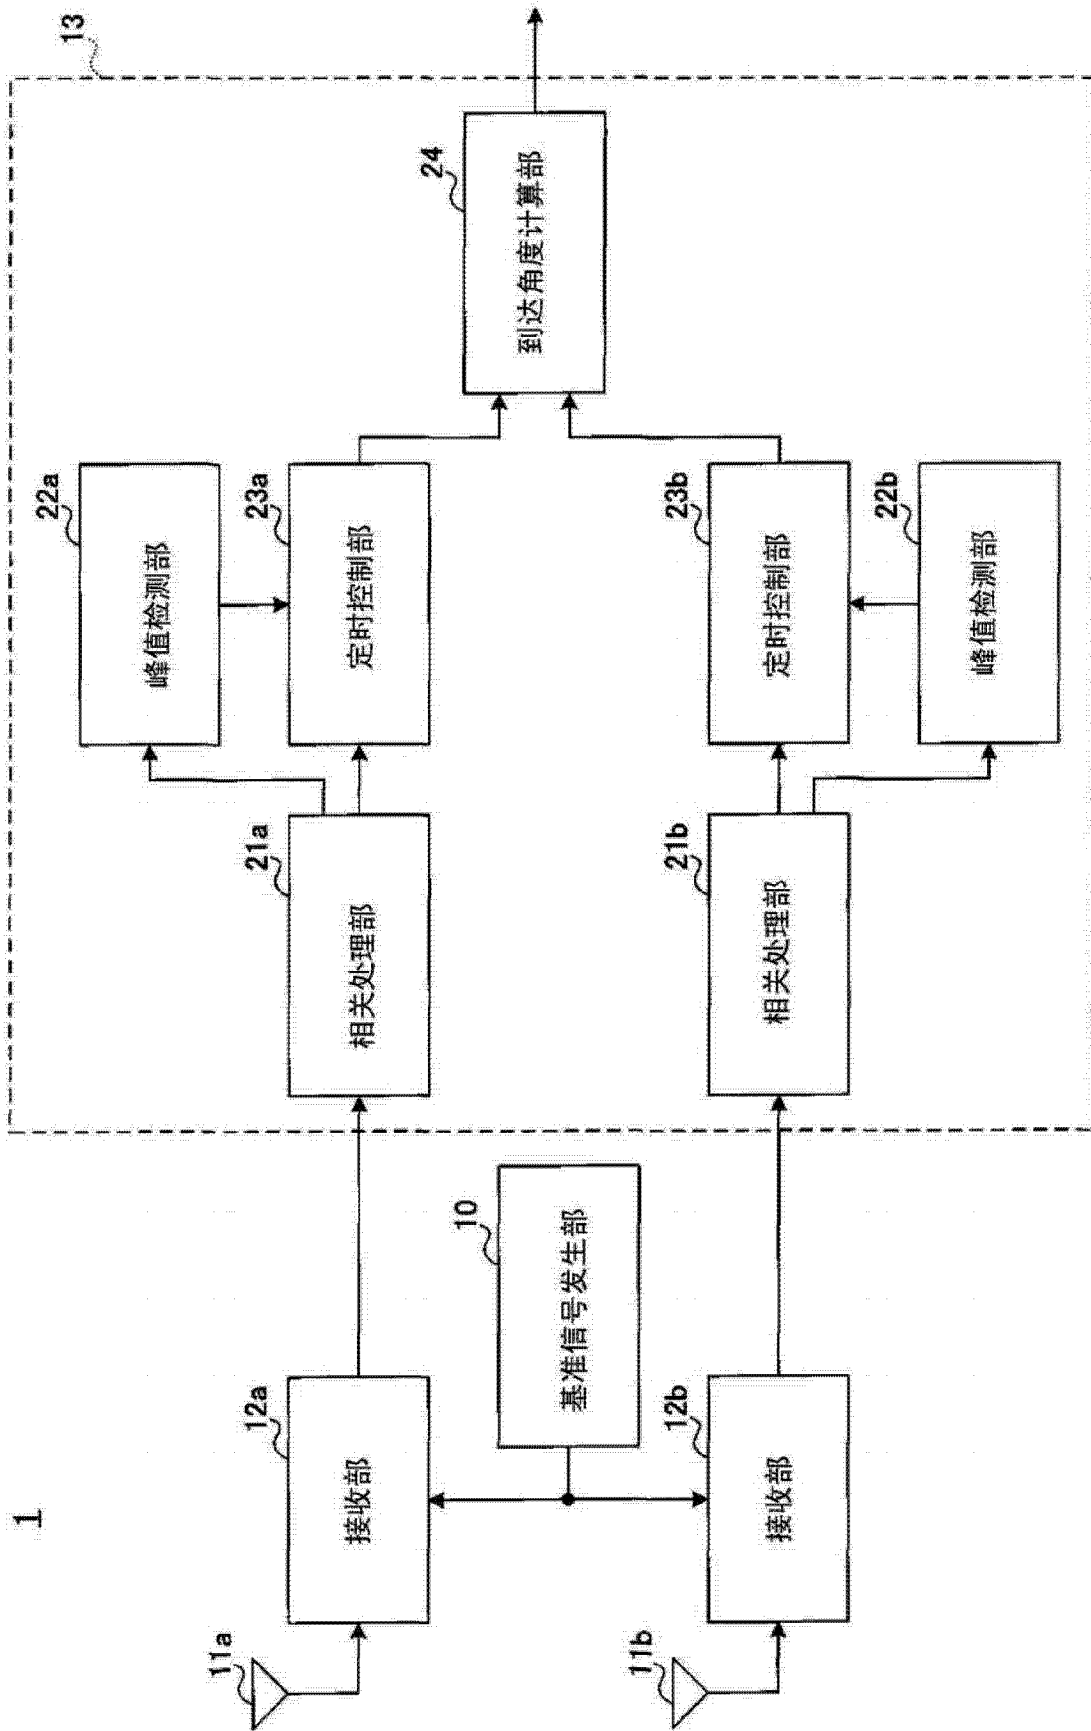 1
13
11a
12a
接收部
21a
相关处理部
22a
峰值检测部
23a
定时控制部
10
基准信号发生部
24
到达角度计算部
11b
12b
接收部
21b
相关处理部
23b
定时控制部
22b
峰值检测部